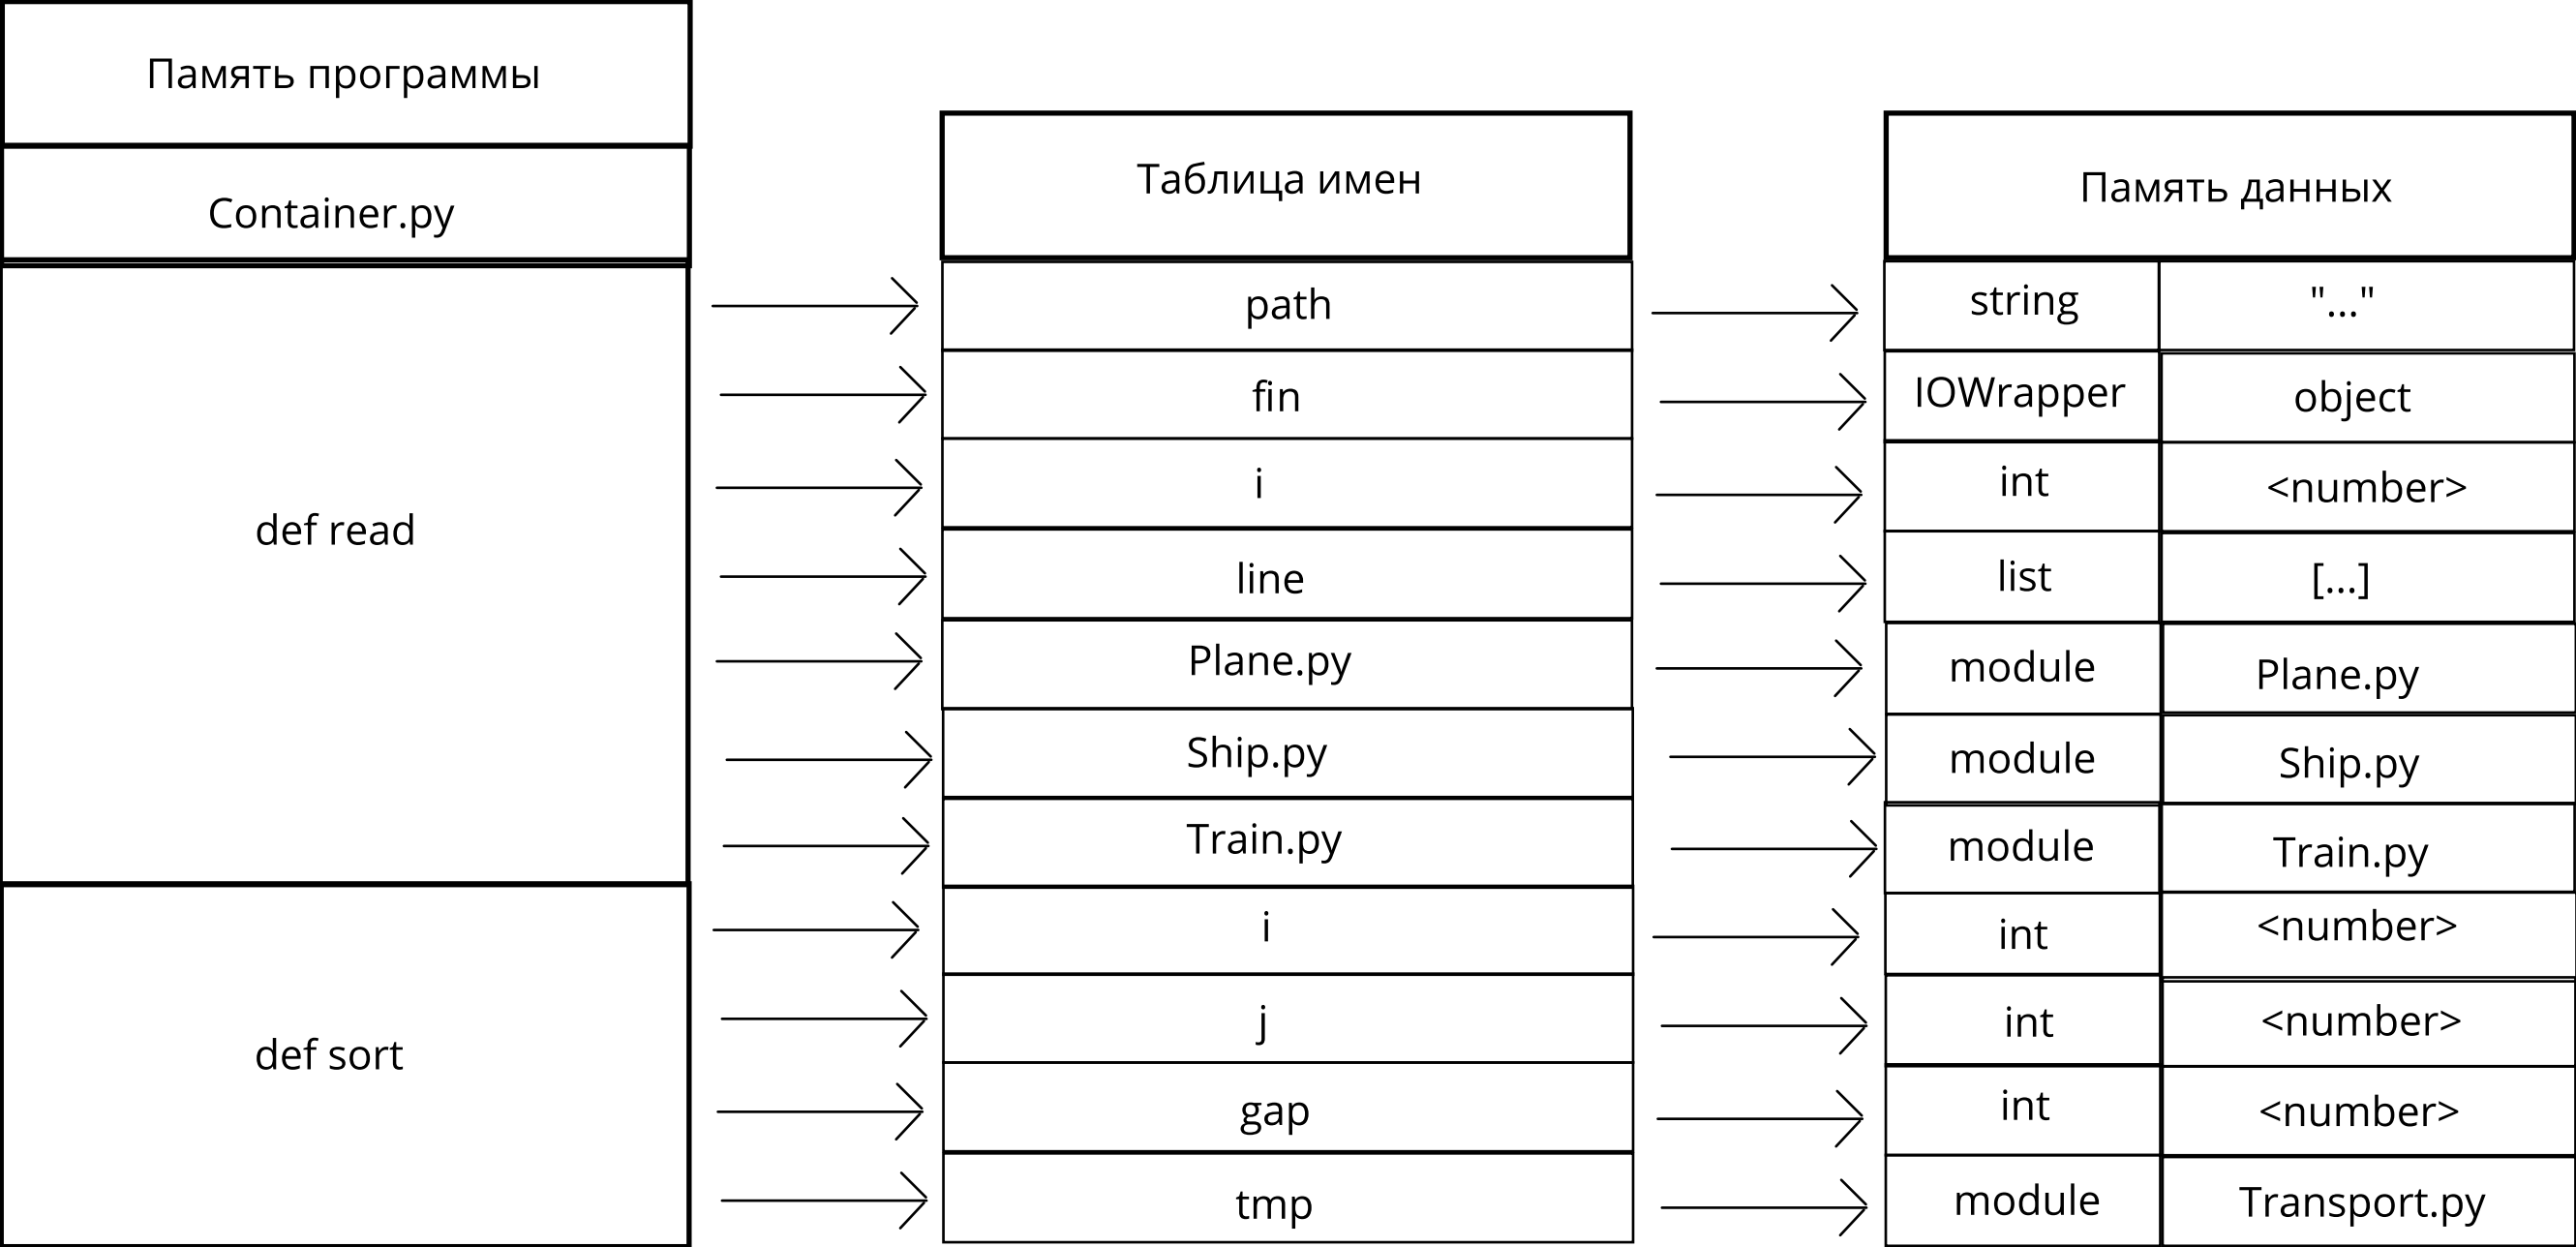 Память программы
Container.py
def read
def sort
Таблица имен
path
fin
i
line
Plane.py
Ship.py
Train.py
i
j
gap
tmp
Память данных
string "..."
IOWrapper object
int <number>
list [...]
module Plane.py
module Ship.py
module Train.py
int <number>
int <number>
int <number>
module Transport.py